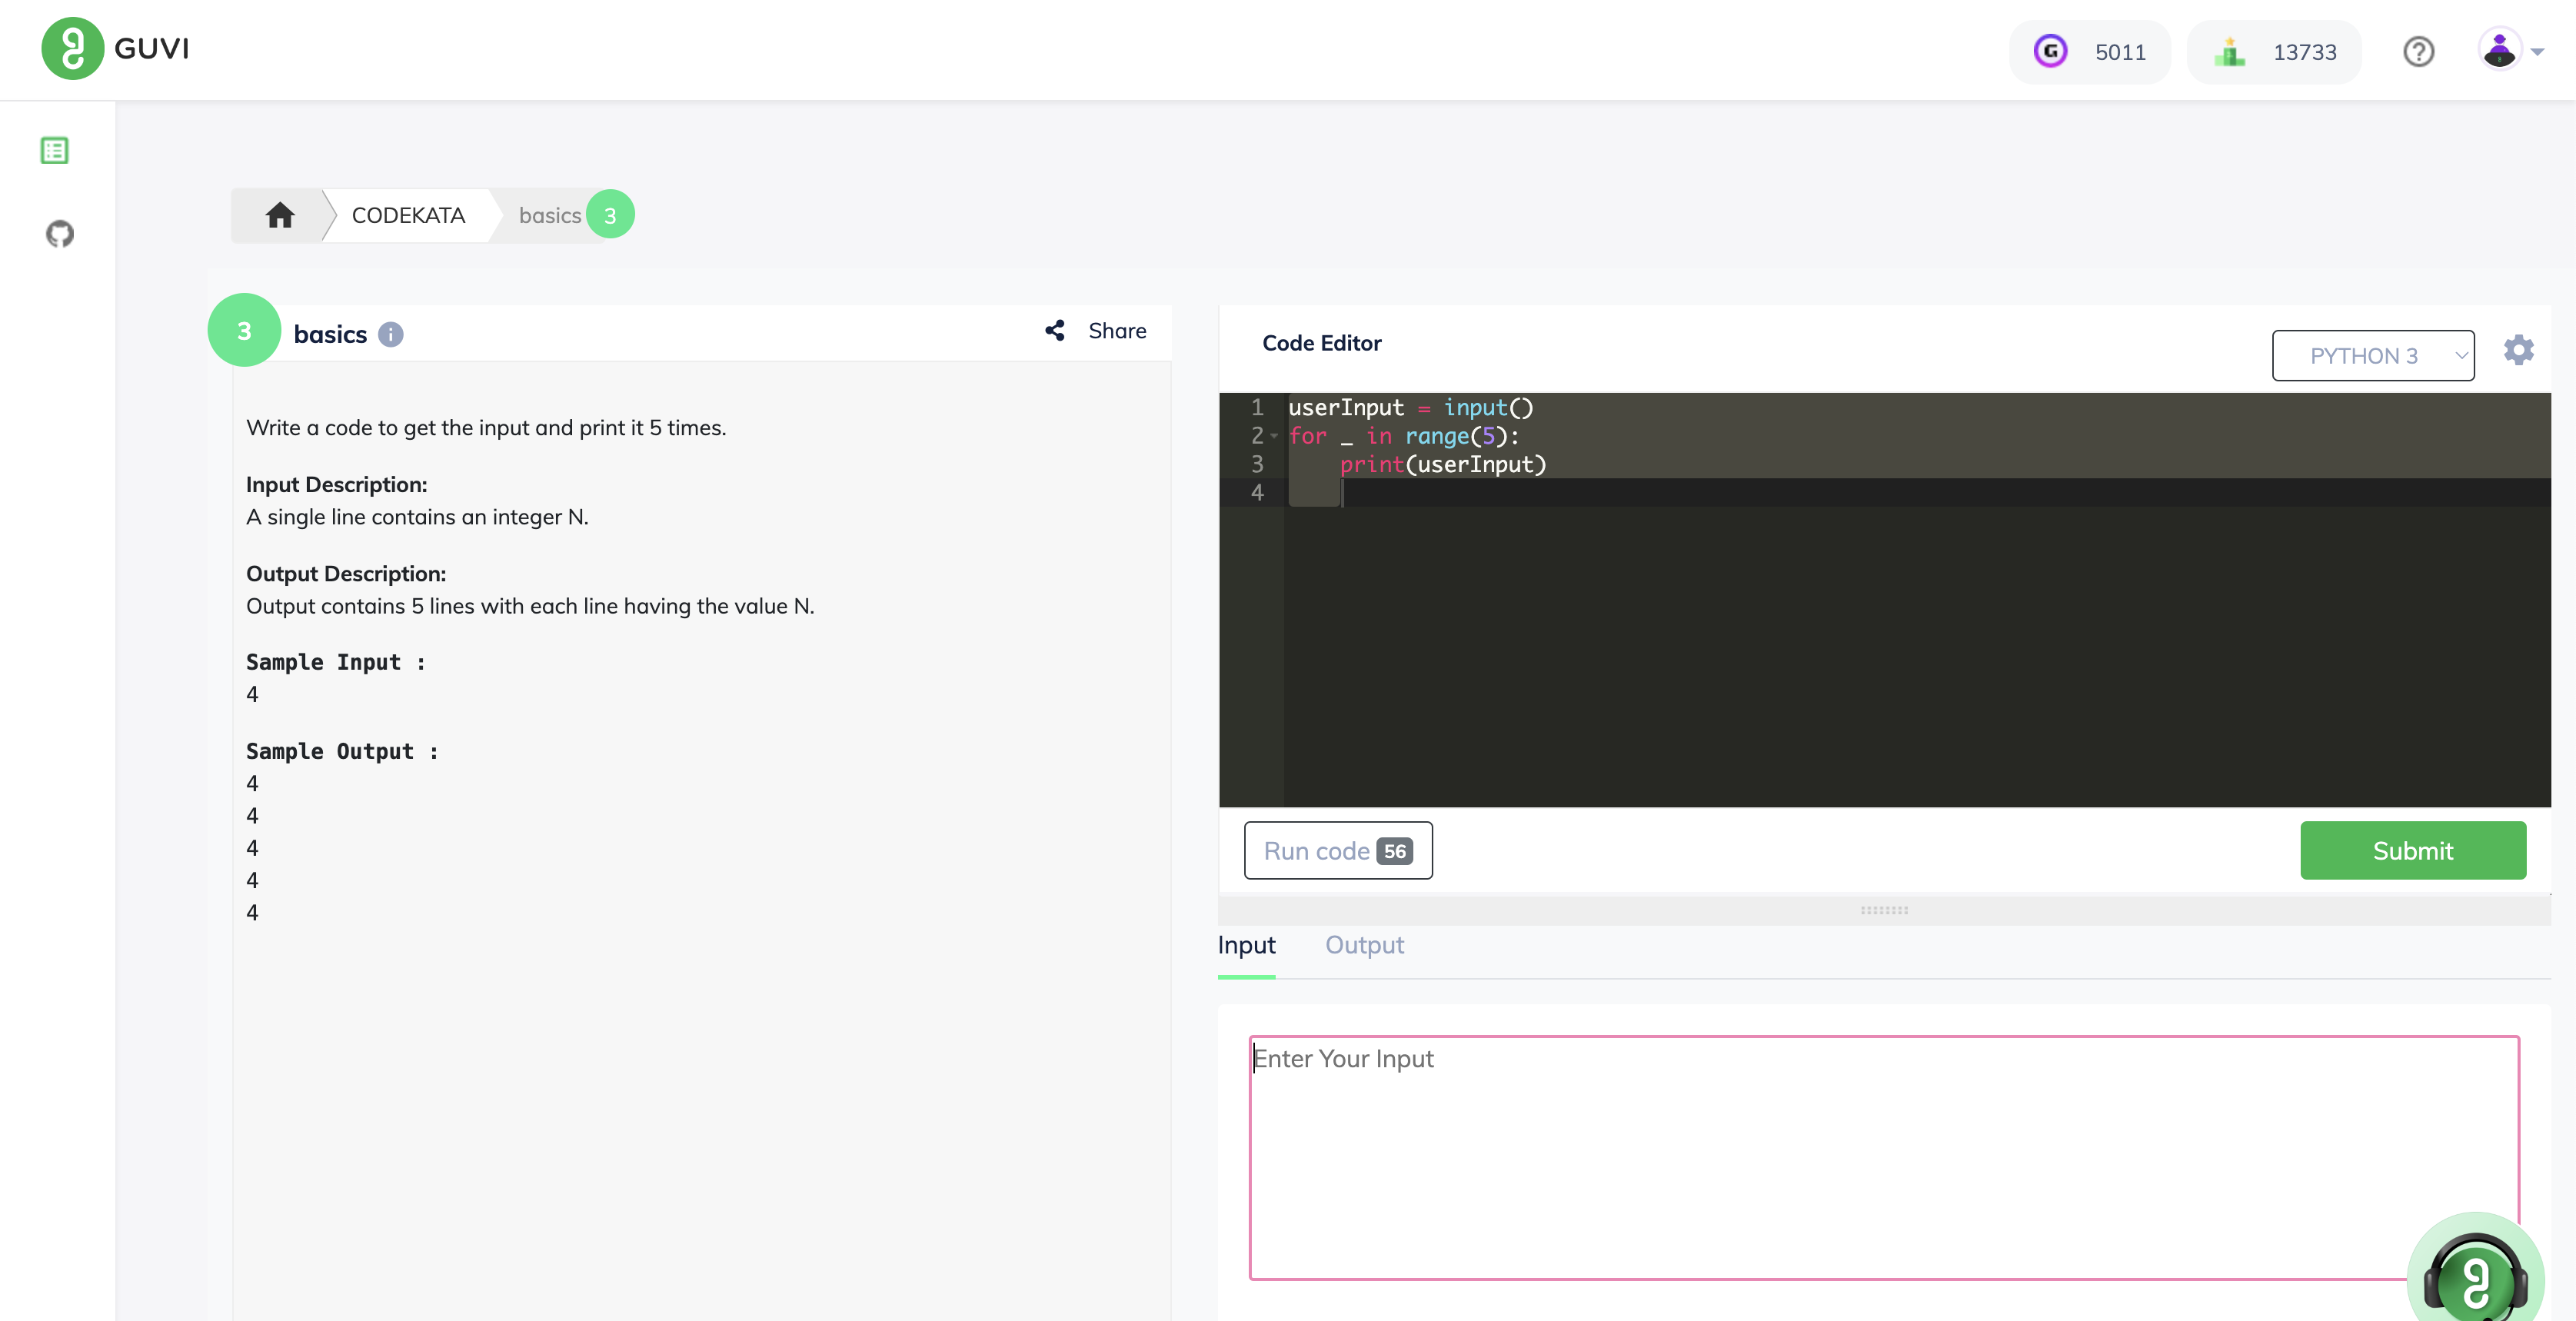 GUVI
5011
13733
CODEKATA
basics 3
3
basics
Share
Write a code to get the input and print it 5 times.
Input Description:
A single line contains an integer N.
Output Description:
Output contains 5 lines with each line having the value N.
Sample Input :
4
Sample Output :
4
4
4
4
4
Code Editor
PYTHON 3
1 userInput = input()
2 for _ in range(5):
3     print(userInput)
4
Run code 56
Submit
Input
Output
Enter Your Input